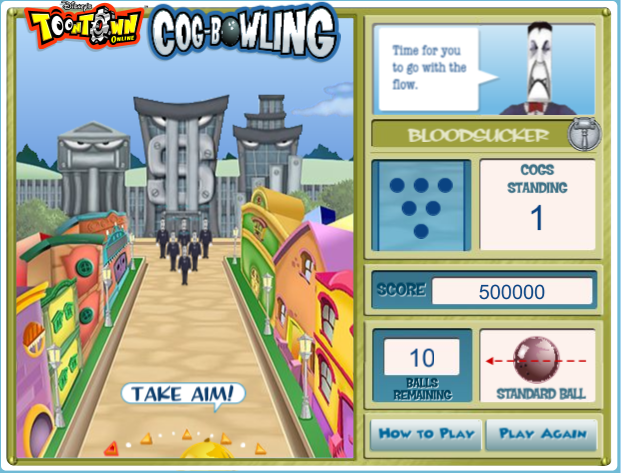 Disney's
TOONTOWN
ONLINE
COG-BOWLING
Time for you
to go with the
flow.
BLOODSUCKER
COGS
STANDING
1
SCORE
500000
10
BALLS
REMAINING
STANDARD BALL
TAKE AIM!
HOW TO PLAY
PLAY AGAIN